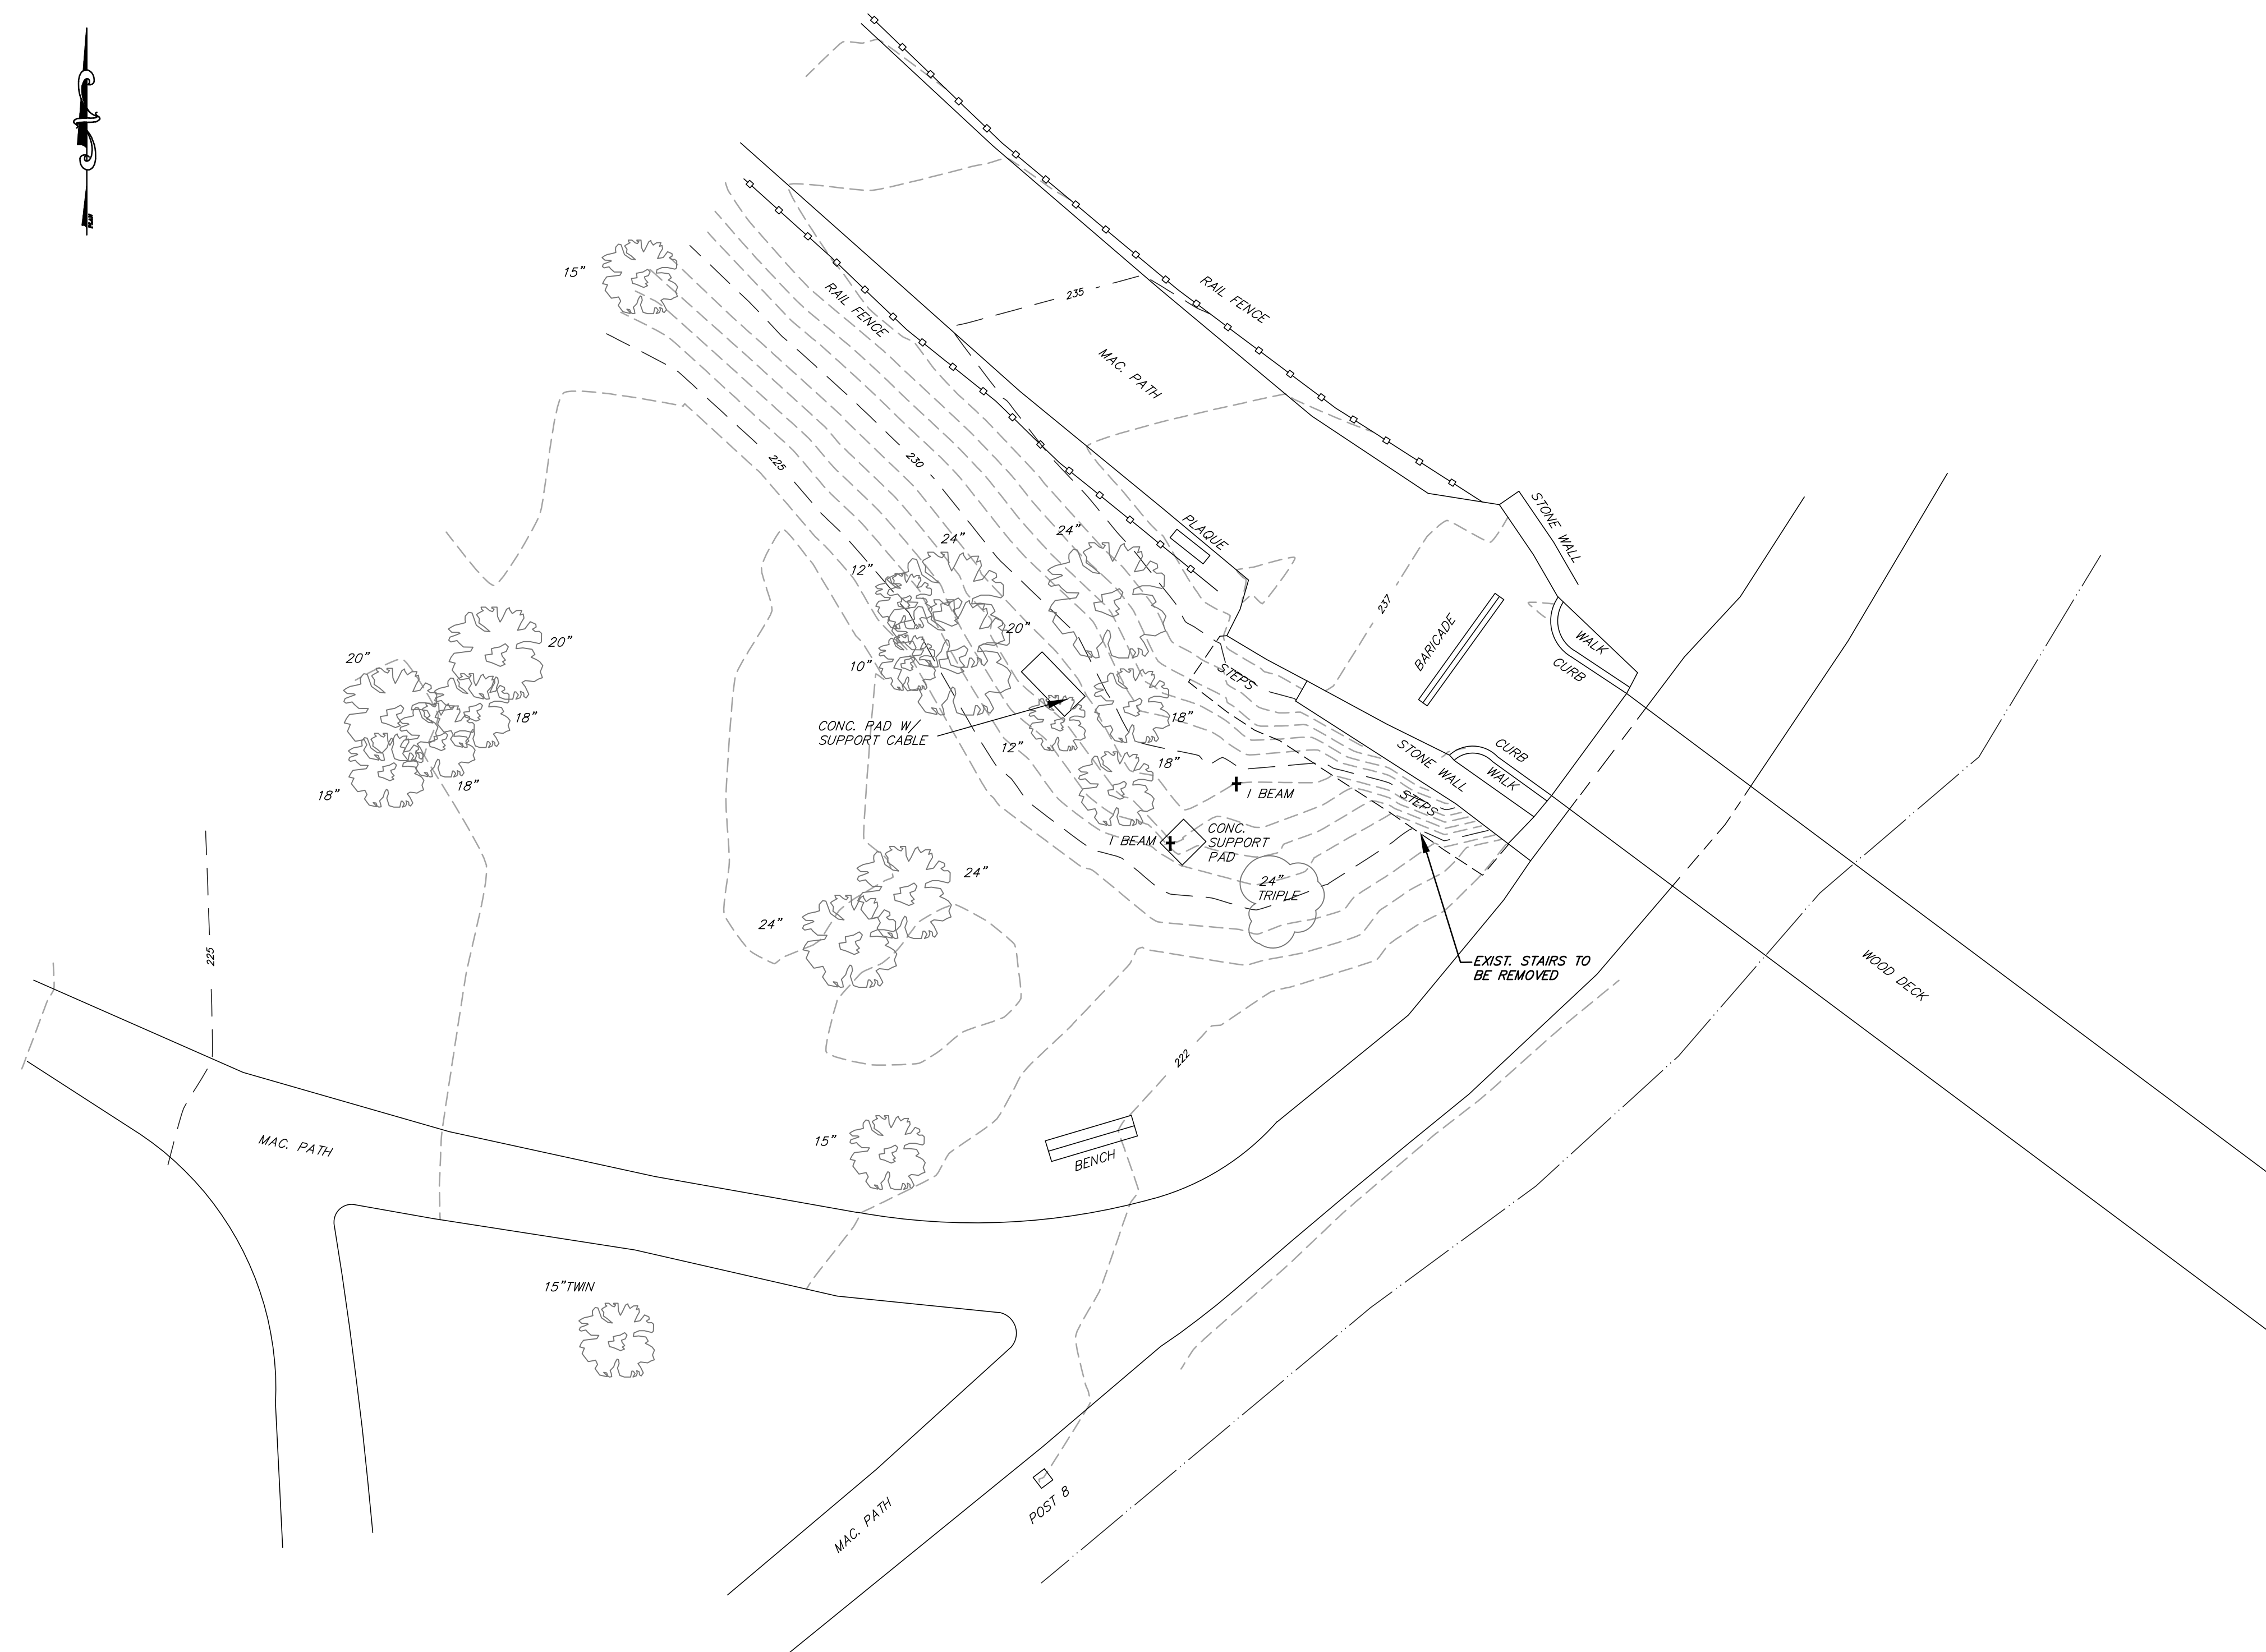 PLAN
15"
RAIL FENCE
RAIL FENCE
235
MAC. PATH
225
230
PLAQUE
STONE WALL
24"
24"
12"
20"
10"
237
BARICADE
WALK
CURB
20"
20"
18"
18"
18"
STEPS
CONC. PAD W/
SUPPORT CABLE
12"
18"
18"
STONE WALL
CURB
WALK
STEPS
I BEAM
I BEAM
CONC.
SUPPORT
PAD
24"
TRIPLE
24"
24"
225
EXIST. STAIRS TO
BE REMOVED
WOOD DECK
222
MAC. PATH
15"
BENCH
15"TWIN
POST 8
MAC. PATH